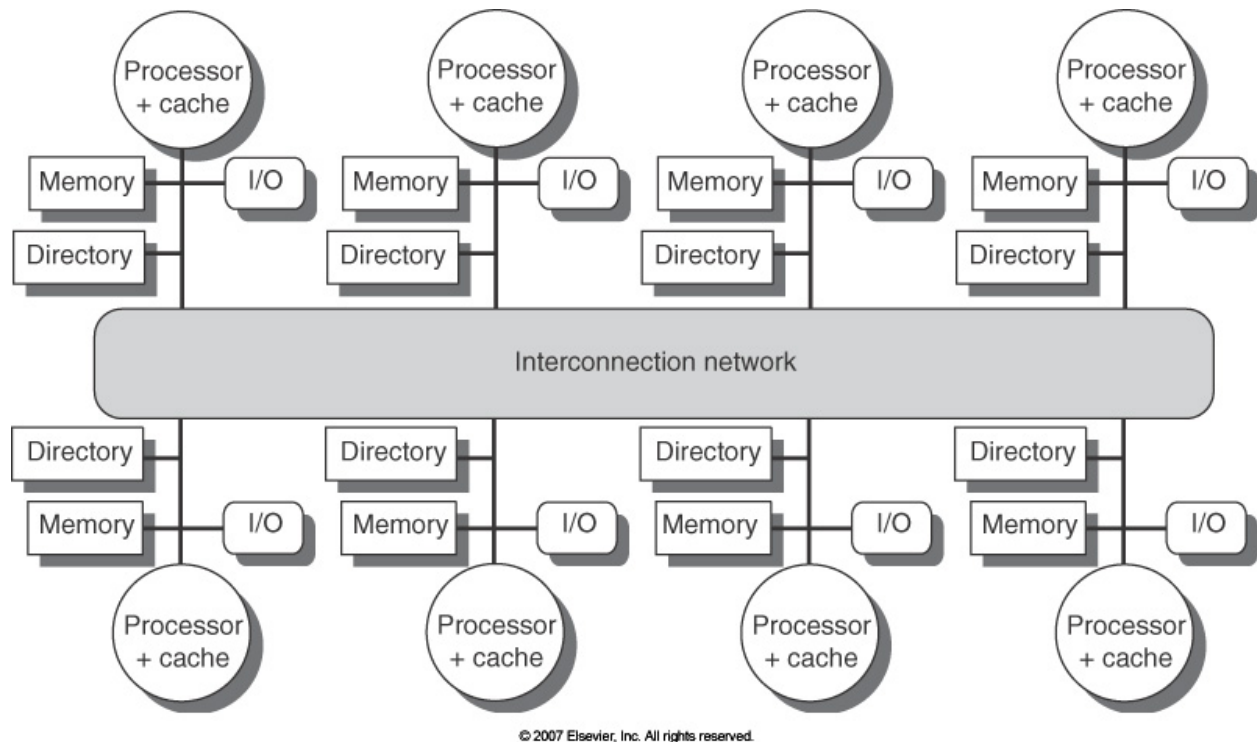 Processor
+ cache
Processor
+ cache
Processor
+ cache
Processor
+ cache
Memory
I/O
Memory
I/O
Memory
I/O
Memory
I/O
Directory
Directory
Directory
Directory
Interconnection network
Directory
Directory
Directory
Directory
Memory
I/O
Memory
I/O
Memory
I/O
Memory
I/O
Processor
+ cache
Processor
+ cache
Processor
+ cache
Processor
+ cache
© 2007 Elsevier, Inc. All rights reserved.